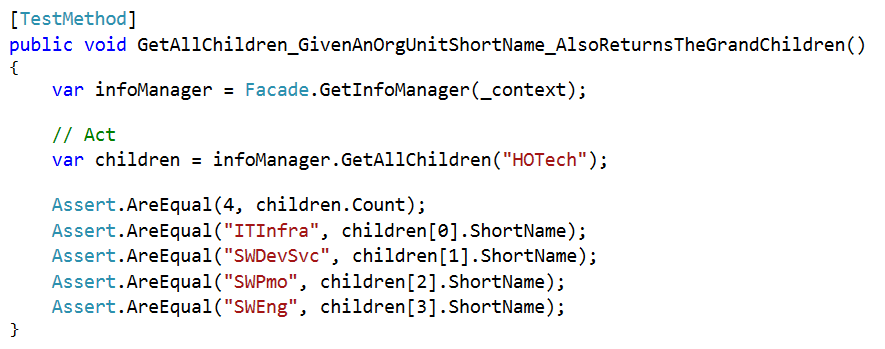 [TestMethod]
public void GetAllChildren_GivenAnOrgUnitShortName_AlsoReturnsTheGrandChildren()
{
    var infoManager = Facade.GetInfoManager(_context);

    // Act
    var children = infoManager.GetAllChildren("HOTech");

    Assert.AreEqual(4, children.Count);
    Assert.AreEqual("ITInfra", children[0].ShortName);
    Assert.AreEqual("SWDevSvc", children[1].ShortName);
    Assert.AreEqual("SWPmo", children[2].ShortName);
    Assert.AreEqual("SWEng", children[3].ShortName);
}